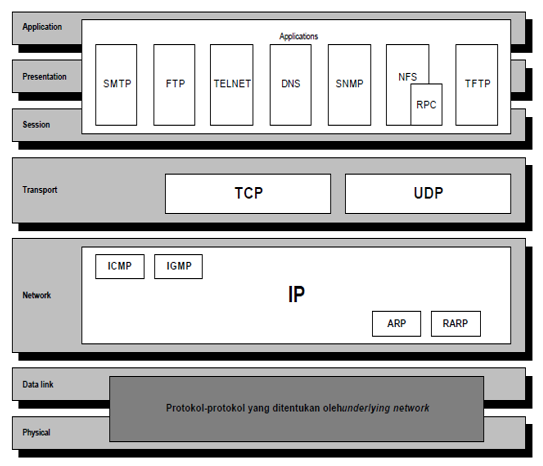 Application
Applications
Presentation
SMTP
FTP
TELNET
DNS
SNMP
NFS
RPC
TFTP
Session
Transport
TCP
UDP
ICMP
IGMP
Network
IP
ARP
RARP
Data link
Protokol-protokol yang ditentukan olehunderlying network
Physical